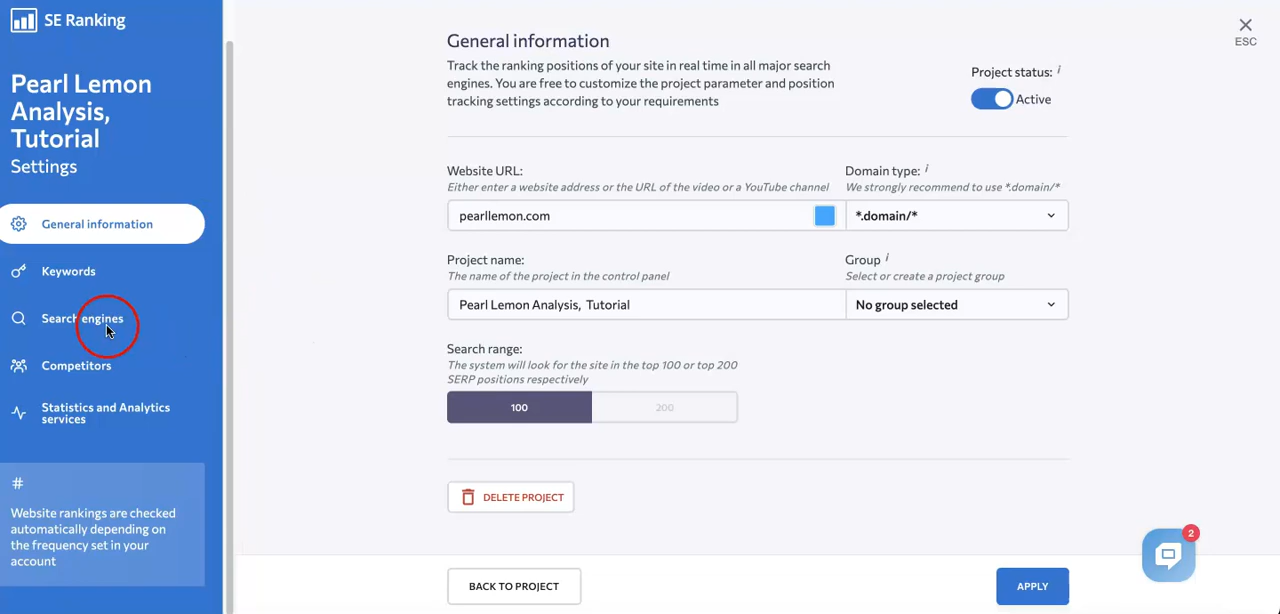 SE Ranking
Pearl Lemon
Analysis,
Tutorial
Settings
General information
Keywords
Search engines
Competitors
Statistics and Analytics
services
#
Website rankings are checked
automatically depending on
the frequency set in your
account
General information
Track the ranking positions of your site in real time in all major search
engines. You are free to customize the project parameter and position
tracking settings according to your requirements
Project status: i
Active
ESC
Website URL:
Either enter a website address or the URL of the video or a YouTube channel
pearllemon.com
Domain type: i
We strongly recommend to use *.domain/*
*.domain/*
Project name:
The name of the project in the control panel
Pearl Lemon Analysis, Tutorial
Group i
Select or create a project group
No group selected
Search range:
The system will look for the site in the top 100 or top 200
SERP positions respectively
100
200
DELETE PROJECT
BACK TO PROJECT
APPLY
2